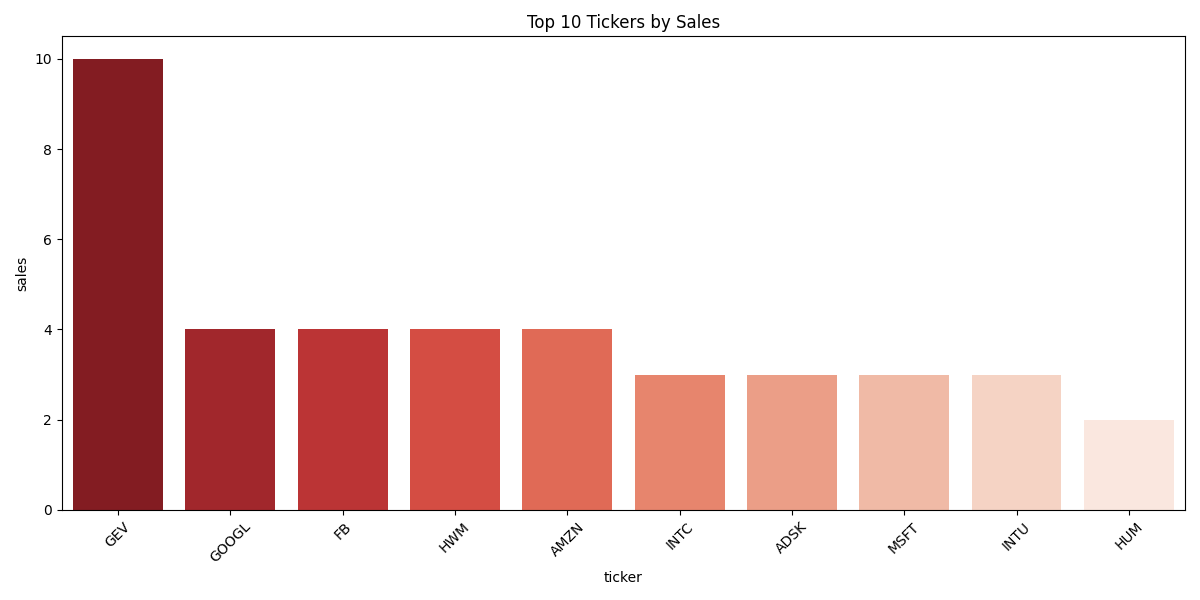 Top 10 Tickers by Sales
10
8
6
4
2
0
sales
GEV
GOOGL
FB
HWM
AMZN
INTC
ADSK
MSFT
INTU
HUM
ticker